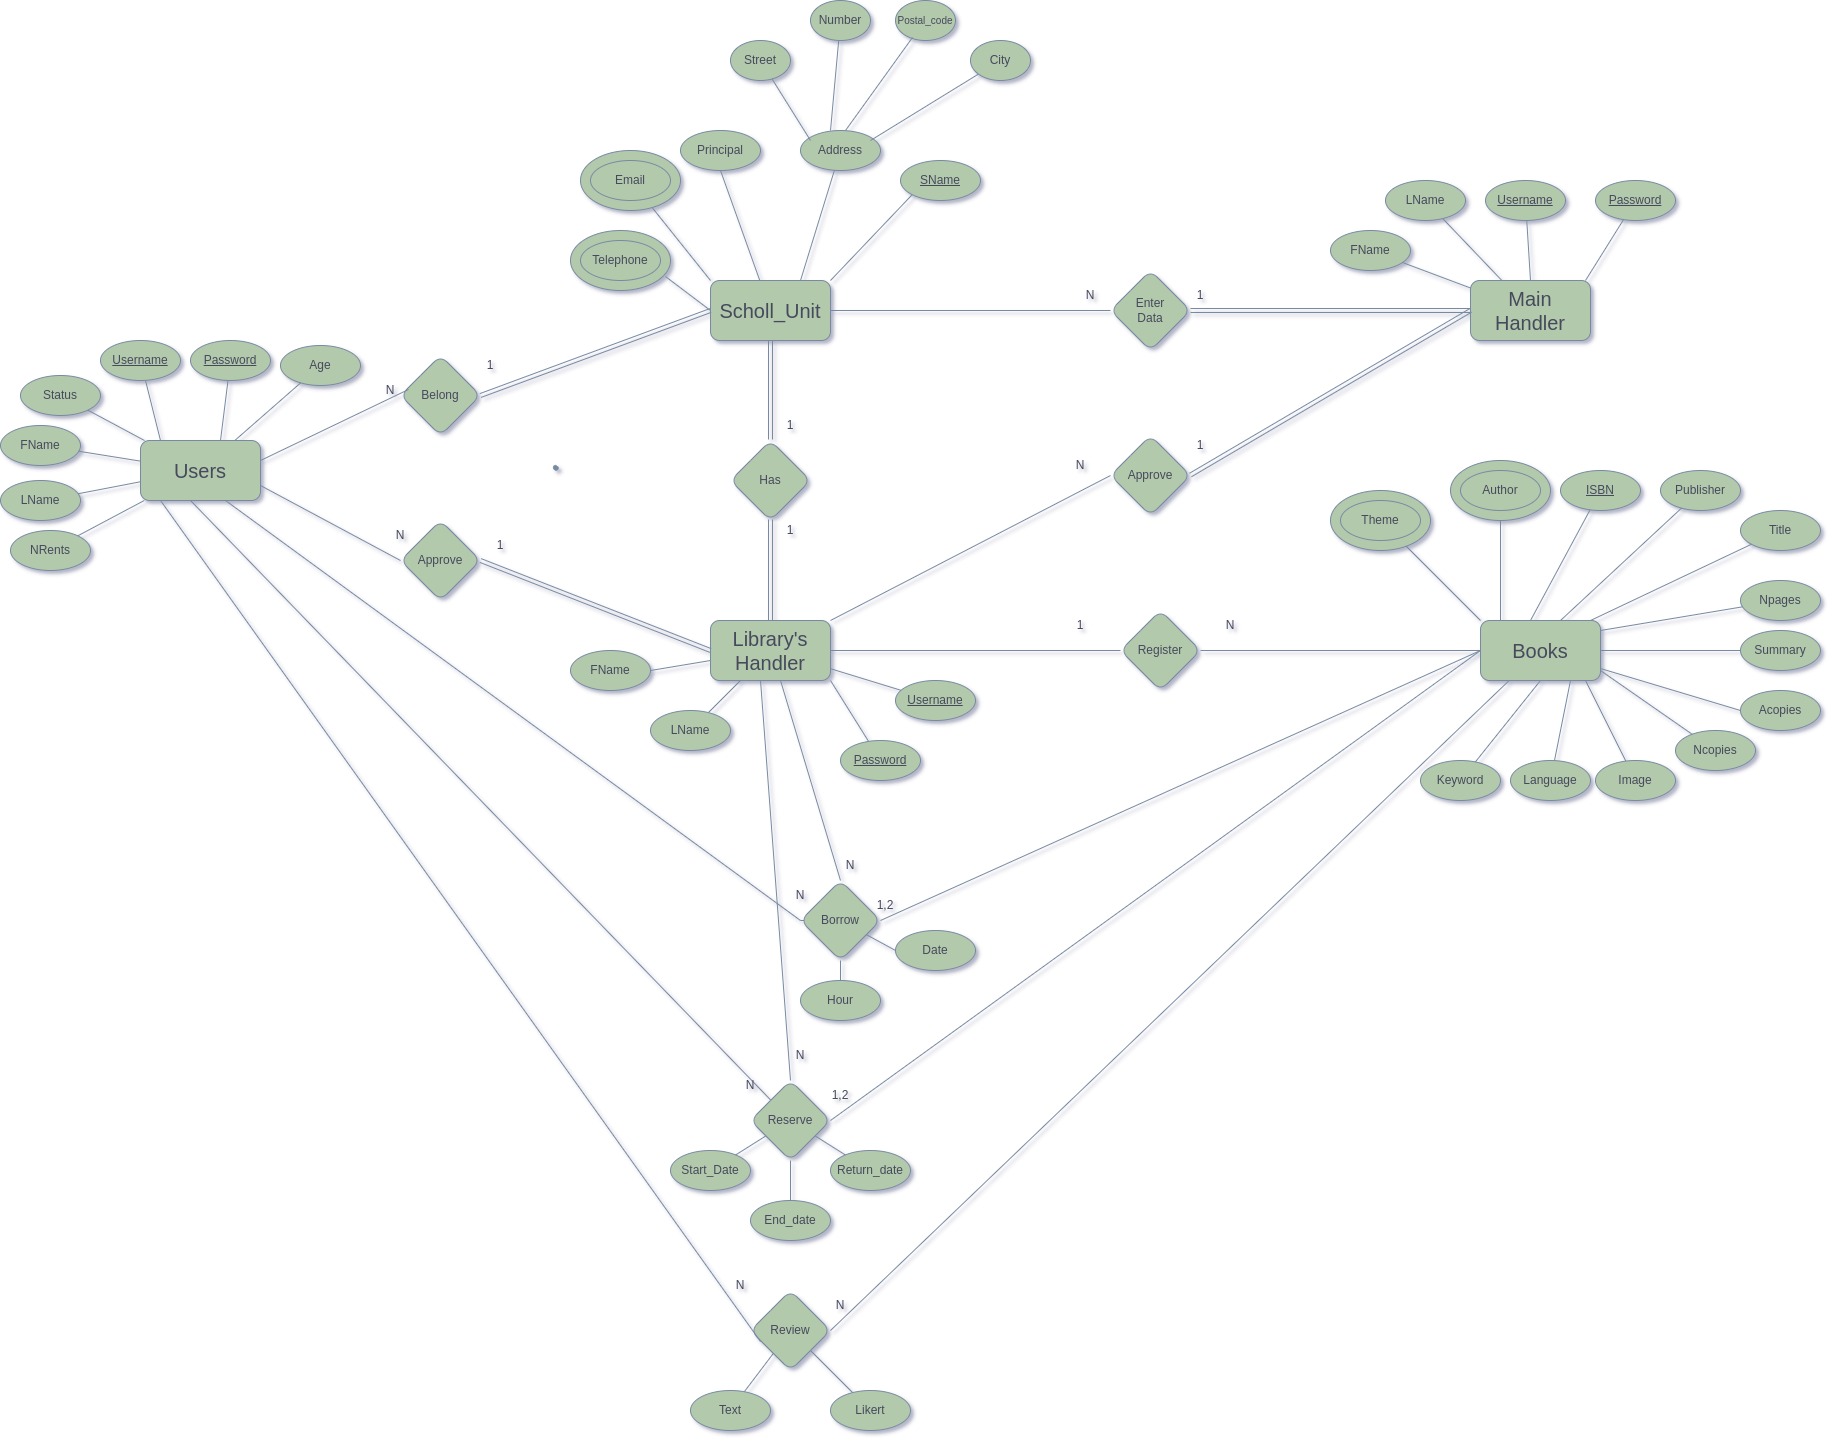 Number
Postal_code
Street
City
Principal
Address
Email
SName
Telephone
LName
Username
Password
FName
Scholl_Unit
N
Enter
Data
1
Main
Handler
Username
Password
Age
Status
1
N
Belong
FName
Users
LName
NRents
1
Has
1
N
Approve
1
N
Approve
1
Theme
Author
ISBN
Publisher
Title
Npages
Summary
Acopies
Ncopies
Keyword
Language
Image
Books
1
Register
N
Library's
Handler
FName
LName
Username
Password
N
N
1,2
Borrow
Date
Hour
N
N
1,2
Reserve
Start_Date
Return_date
End_date
N
N
Review
Text
Likert